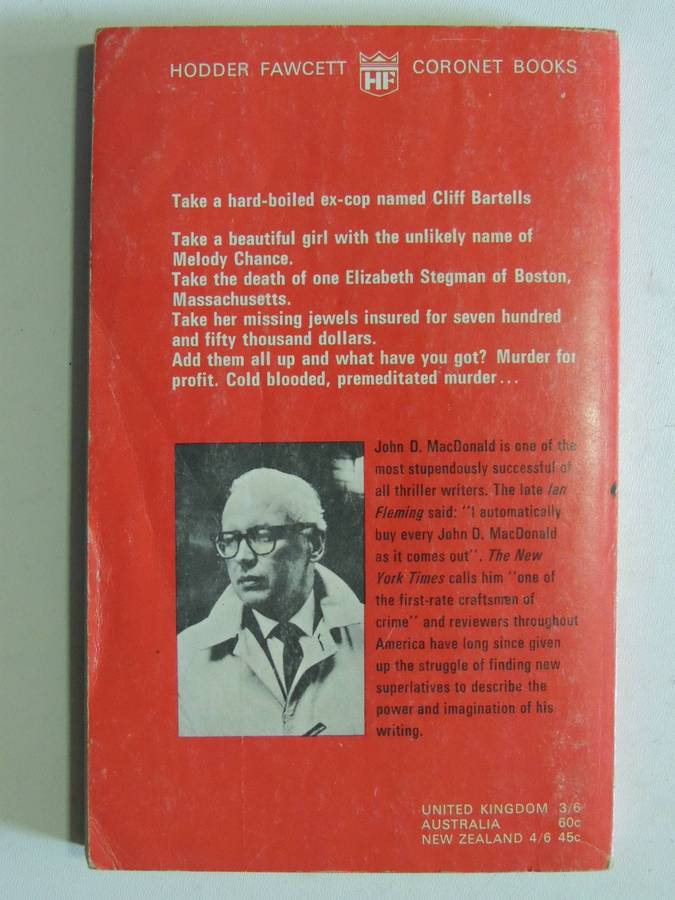 HODDER FAWCETT HF CORONET BOOKS
Take a hard-boiled ex-cop named Cliff Bartells
Take a beautiful girl with the unlikely name of
Melody Chance.
Take the death of one Elizabeth Stegman of Boston,
Massachusetts.
Take her missing jewels insured for seven hundred
and fifty thousand dollars.
Add them all up and what have you got? Murder for
profit. Cold blooded, premeditated murder...
John D. MacDonald is one of the
most stupendously successful of
all thriller writers. The late Ian
Fleming said: "I automatically
buy every John D. MacDonald
as it comes out". The New
York Times calls him "one of
the first-rate craftsmen of
crime" and reviewers throughout
America have long since given
up the struggle of finding new
superlatives to describe the
power and imagination of his
writing.
UNITED KINGDOM 3/6
AUSTRALIA 60c
NEW ZEALAND 4/6 45c